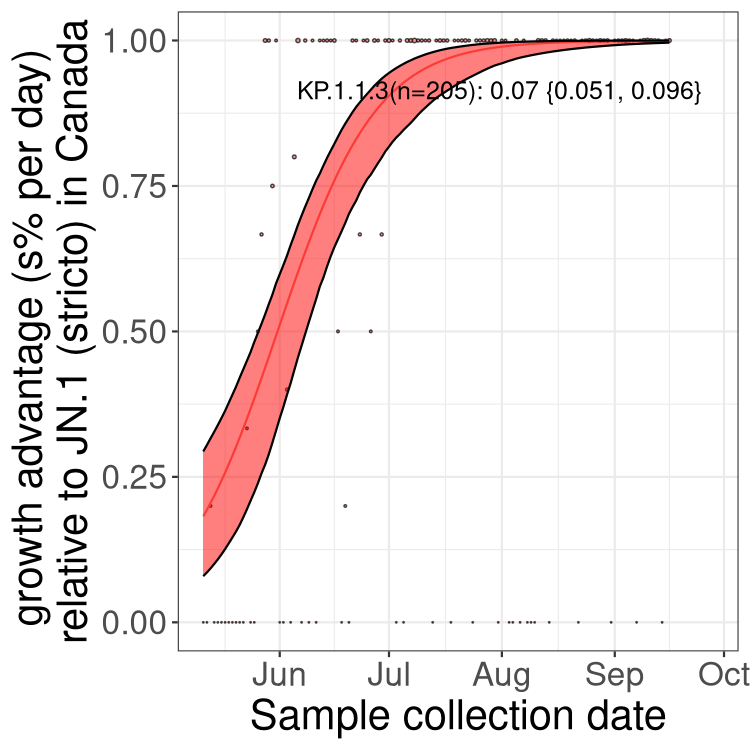 growth advantage (s% per day)
relative to JN.1 (stricto) in Canada
1.00
0.75
0.50
0.25
0.00
KP.1.1.3(n=205): 0.07 {0.051, 0.096}
Jun Jul Aug Sep Oct
Sample collection date